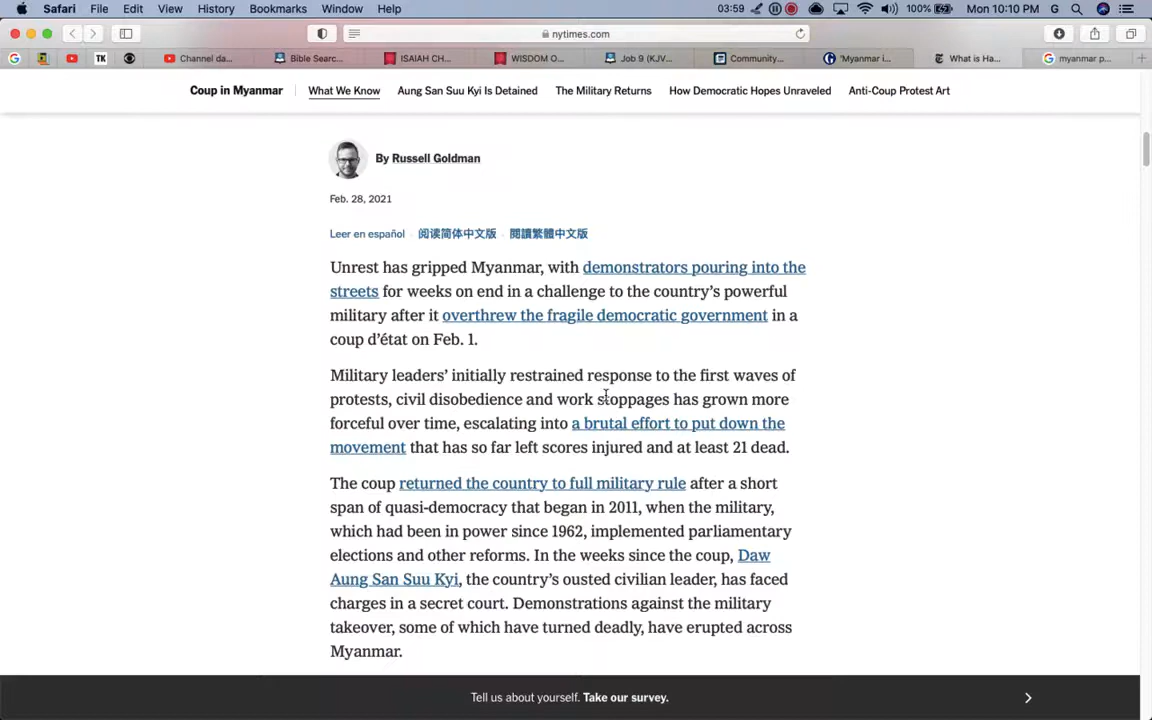 Safari File Edit View History Bookmarks Window Help 03:59 100% Mon 10:10 PM G
nytimes.com
Channel da... Bible Searc... ISAIAH CH... WISDOM O... Job 9 (KJV... Community... 'Myanmar i... What is Ha... myanmar p...
Coup in Myanmar What We Know Aung San Suu Kyi Is Detained The Military Returns How Democratic Hopes Unraveled Anti-Coup Protest Art
By Russell Goldman
Feb. 28, 2021
Leer en español 阅读简体中文版 閱讀繁體中文版
Unrest has gripped Myanmar, with demonstrators pouring into the
streets for weeks on end in a challenge to the country's powerful
military after it overthrew the fragile democratic government in a
coup d'état on Feb. 1.
Military leaders' initially restrained response to the first waves of
protests, civil disobedience and work stoppages has grown more
forceful over time, escalating into a brutal effort to put down the
movement that has so far left scores injured and at least 21 dead.
The coup returned the country to full military rule after a short
span of quasi-democracy that began in 2011, when the military,
which had been in power since 1962, implemented parliamentary
elections and other reforms. In the weeks since the coup, Daw
Aung San Suu Kyi, the country's ousted civilian leader, has faced
charges in a secret court. Demonstrations against the military
takeover, some of which have turned deadly, have erupted across
Myanmar.
Tell us about yourself. Take our survey.